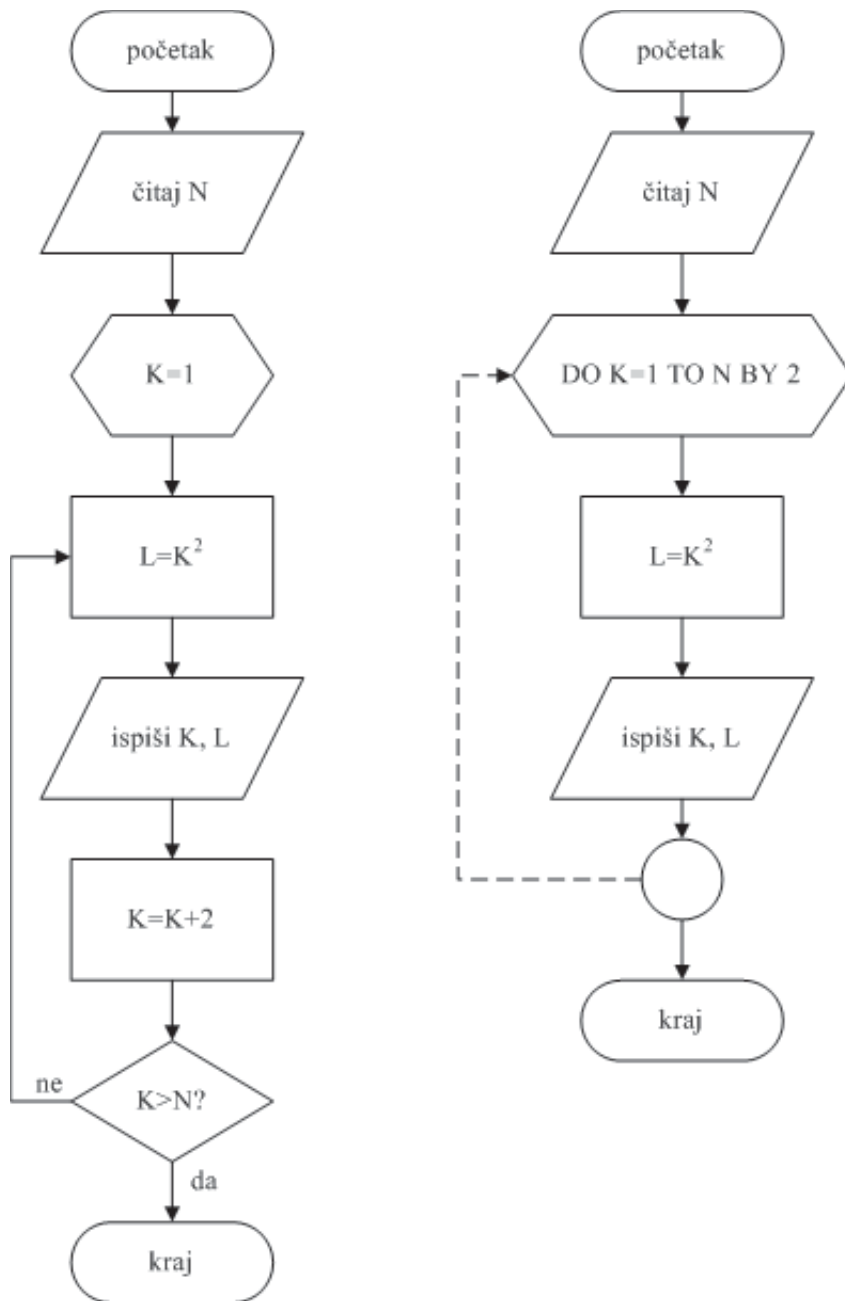 početak
čitaj N
K=1
L=K²
ispiši K, L
K=K+2
K>N?
ne
da
kraj
početak
čitaj N
DO K=1 TO N BY 2
L=K²
ispiši K, L
kraj